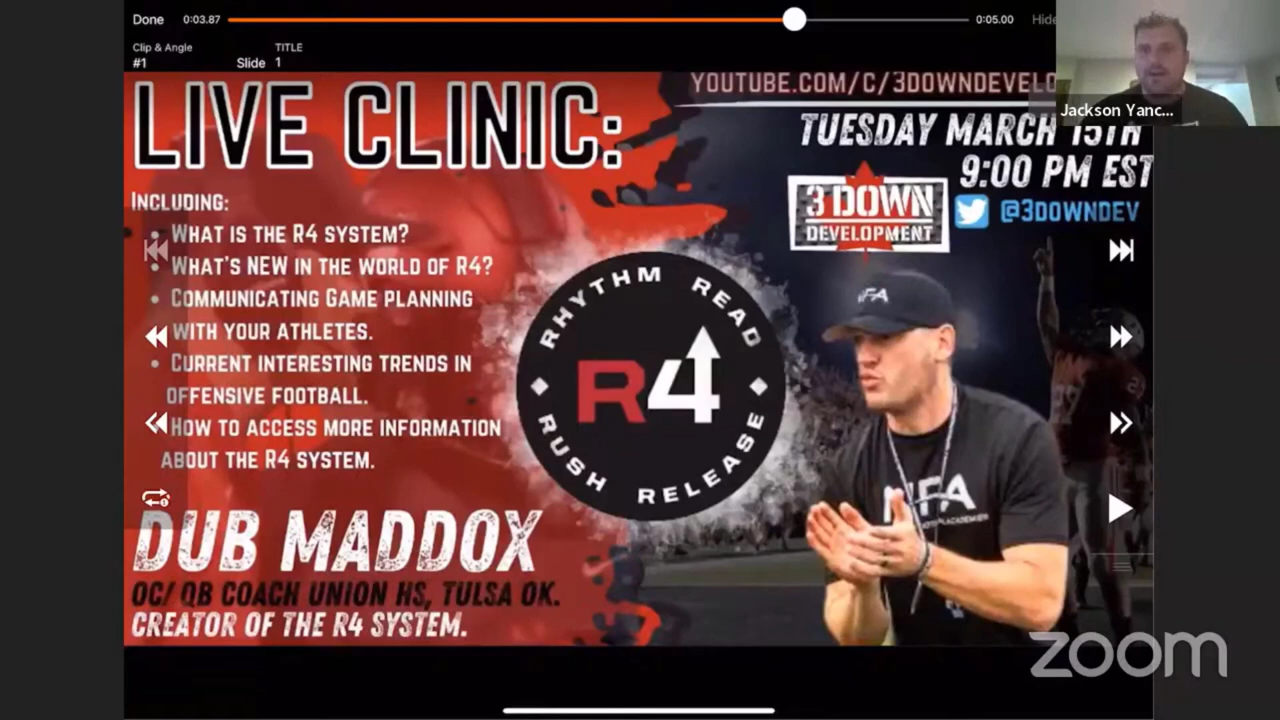 Done 0:03.87 0:05.00 Hide
Clip & Angle TITLE
#1 Slide 1
Jackson Yanc...
LIVE CLINIC:
YOUTUBE.COM/C/3DOWNDEVELO
TUESDAY MARCH 15TH
9:00 PM EST
@3DOWNDEV
3 DOWN
DEVELOPMENT
INCLUDING:
• WHAT IS THE R4 SYSTEM?
• WHAT'S NEW IN THE WORLD OF R4?
• COMMUNICATING GAME PLANNING
WITH YOUR ATHLETES.
• CURRENT INTERESTING TRENDS IN
OFFENSIVE FOOTBALL.
HOW TO ACCESS MORE INFORMATION
ABOUT THE R4 SYSTEM.
RHYTHM READ
R4
RUSH RELEASE
DUB MADDOX
OC/ QB COACH UNION HS, TULSA OK.
CREATOR OF THE R4 SYSTEM.
zoom